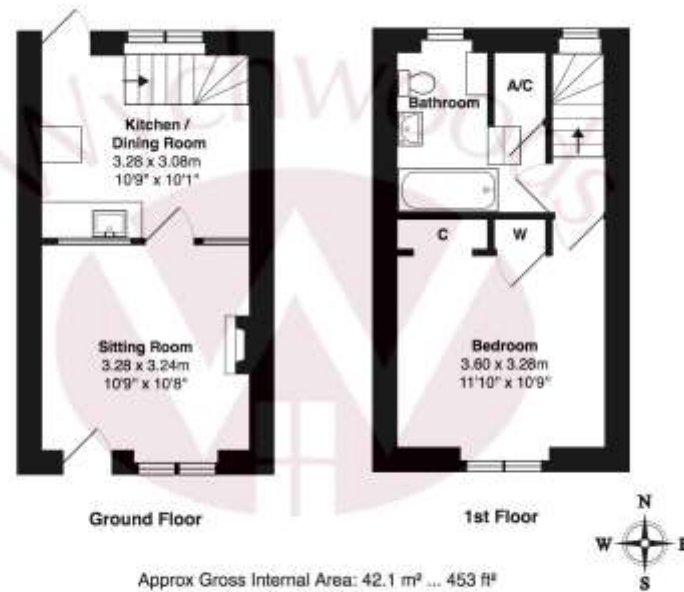 Wychwoods
Kitchen /
Dining Room
3.28 x 3.08m
10'9" x 10'1"
Sitting Room
3.28 x 3.24m
10'9" x 10'8"
Ground Floor
Bathroom
A/C
C
W
Bedroom
3.60 x 3.28m
11'10" x 10'9"
1st Floor
N
W
E
S
Approx Gross Internal Area: 42.1 m² ... 453 ft²